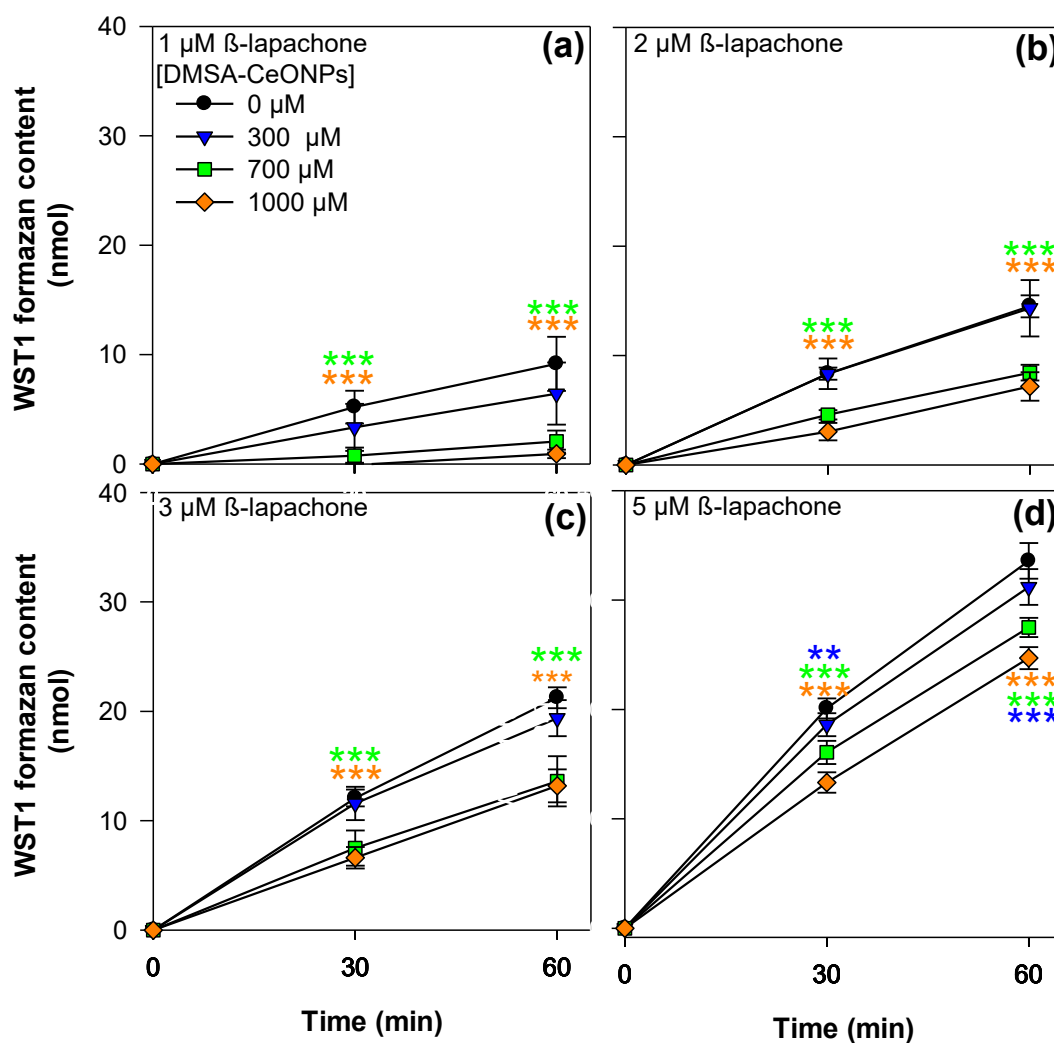 40
30
20
10
0
WST1 formazan content
(nmol)
1 µM ß-lapachone
(a)
[DMSA-CeONPs]
0 µM
300 µM
700 µM
1000 µM
***
***
***
***
2 µM ß-lapachone
(b)
***
***
***
***
40
30
20
10
0
WST1 formazan content
(nmol)
3 µM ß-lapachone
(c)
***
***
***
***
0
30
60
Time (min)
5 µM ß-lapachone
(d)
**
***
***
***
***
***
0
30
60
Time (min)